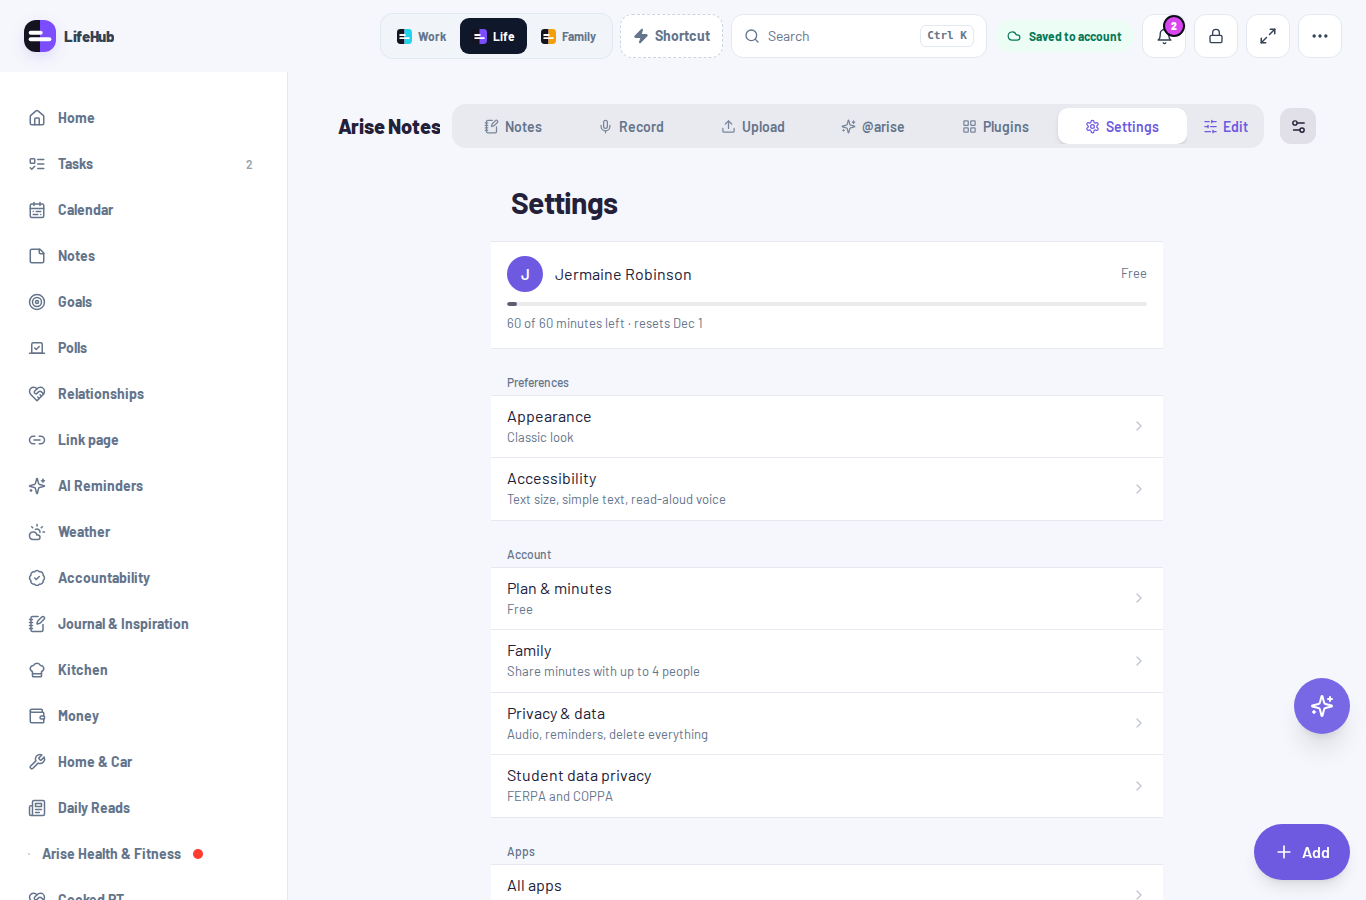 LifeHub
Work
Life
Family
Shortcut
Search
Ctrl K
Saved to account
2
Home
Tasks
2
Calendar
Notes
Goals
Polls
Relationships
Link page
AI Reminders
Weather
Accountability
Journal & Inspiration
Kitchen
Money
Home & Car
Daily Reads
Arise Health & Fitness
Arise Notes
Notes
Record
Upload
@arise
Plugins
Settings
Edit
Settings
J
Jermaine Robinson
Free
60 of 60 minutes left · resets Dec 1
Preferences
Appearance
Classic look
Accessibility
Text size, simple text, read-aloud voice
Account
Plan & minutes
Free
Family
Share minutes with up to 4 people
Privacy & data
Audio, reminders, delete everything
Student data privacy
FERPA and COPPA
Apps
All apps
Add